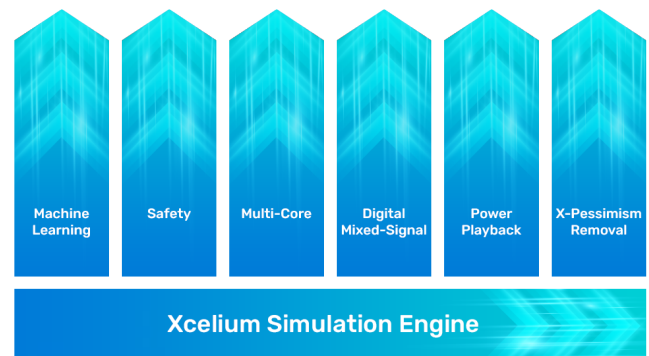 Machine
Learning
Safety
Multi-Core
Digital
Mixed-Signal
Power
Playback
X-Pessimism
Removal
Xcelium Simulation Engine